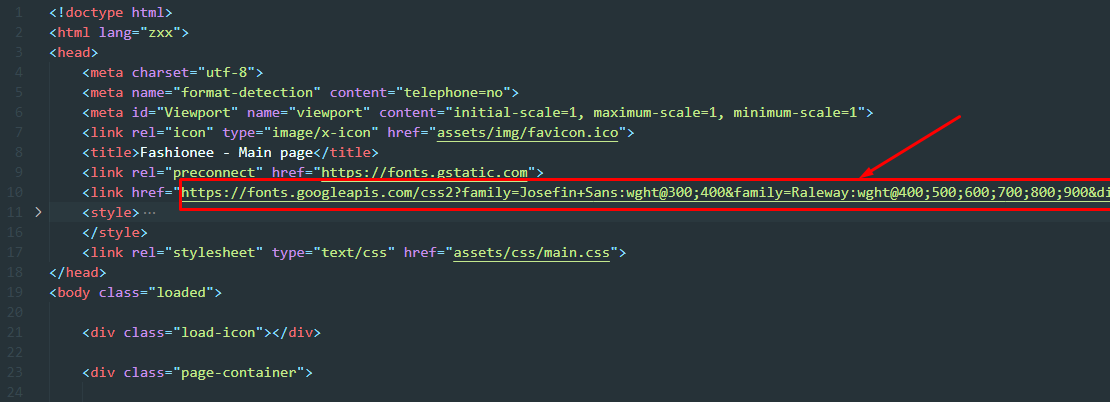 1 <!doctype html>
2 <html lang="zxx">
3 <head>
4 <meta charset="utf-8">
5 <meta name="format-detection" content="telephone=no">
6 <meta id="Viewport" name="viewport" content="initial-scale=1, maximum-scale=1, minimum-scale=1">
7 <link rel="icon" type="image/x-icon" href="assets/img/favicon.ico">
8 <title>Fashionee - Main page</title>
9 <link rel="preconnect" href="https://fonts.gstatic.com">
10 <link href="https://fonts.googleapis.com/css2?family=Josefin+Sans:wght@300;400&family=Raleway:wght@400;500;600;700;800;900&di
11 <style>…
16 </style>
17 <link rel="stylesheet" type="text/css" href="assets/css/main.css">
18 </head>
19 <body class="loaded">
20
21 <div class="load-icon"></div>
22
23 <div class="page-container">
24